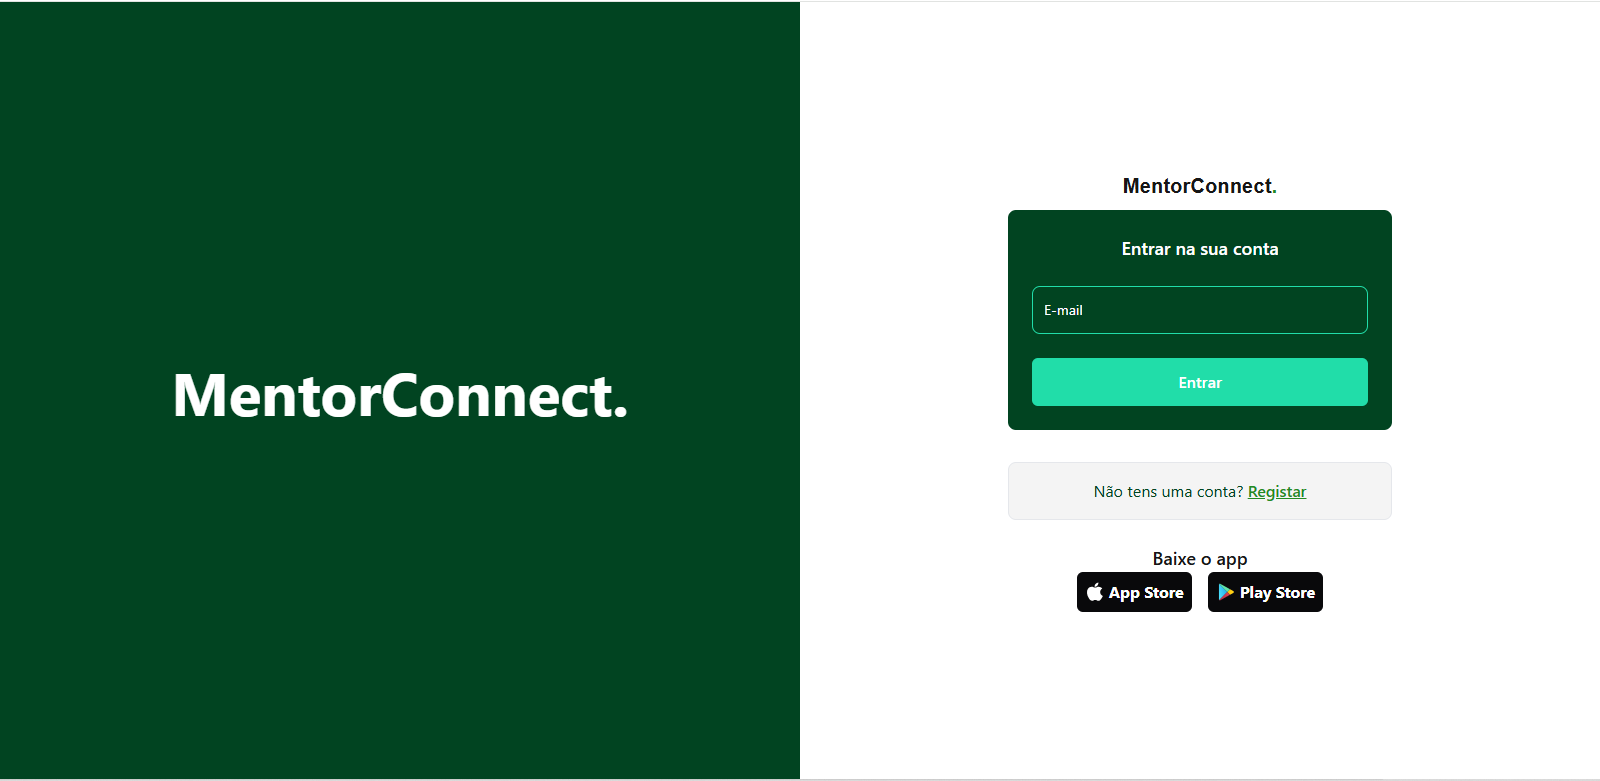 MentorConnect.
MentorConnect.
Entrar na sua conta
E-mail
Entrar
Não tens uma conta? Registar
Baixe o app
App Store
Play Store